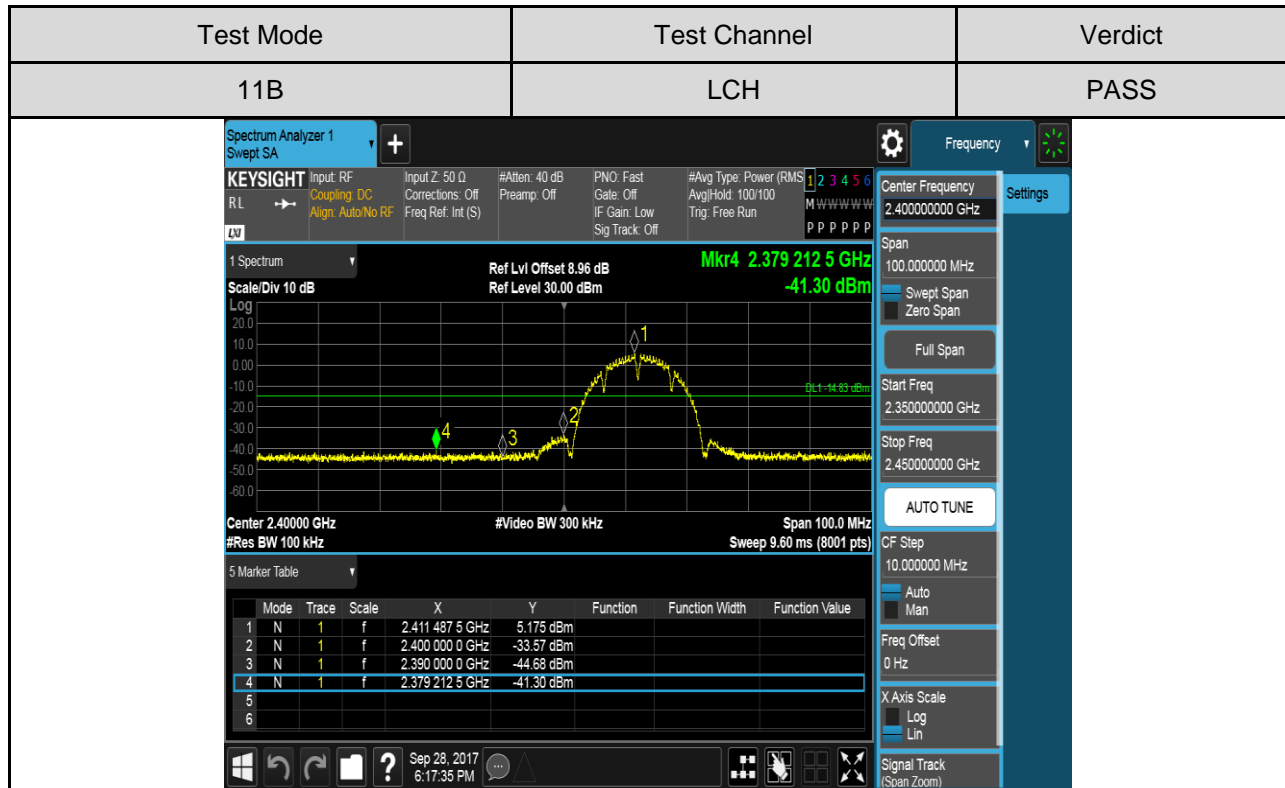 Test Mode Test Channel Verdict
11B LCH PASS
Spectrum Analyzer 1
Swept SA
+
Frequency
KEYSIGHT Input: RF Input Z: 50 Ω #Atten: 40 dB PNO: Fast #Avg Type: Power (RMS 1 2 3 4 5 6
RL Coupling: DC Corrections: Off Preamp: Off Gate: Off Avg|Hold: 100/100 M W W W W W
Align: Auto/No RF Freq Ref: Int (S) IF Gain: Low Trig: Free Run
LXI Sig Track: Off P P P P P P
1 Spectrum
Ref Lvl Offset 8.96 dB Mkr4 2.379 212 5 GHz
Scale/Div 10 dB Ref Level 30.00 dBm -41.30 dBm
Log
20.0
10.0
0.00
-10.0
-20.0
-30.0
-40.0
-50.0
-60.0
1
2
3
4
DL1 -14.83 dBm
Center 2.40000 GHz #Video BW 300 kHz Span 100.0 MHz
#Res BW 100 kHz Sweep 9.60 ms (8001 pts)
5 Marker Table
Mode Trace Scale X Y Function Function Width Function Value
1 N 1 f 2.411 487 5 GHz 5.175 dBm
2 N 1 f 2.400 000 0 GHz -33.57 dBm
3 N 1 f 2.390 000 0 GHz -44.68 dBm
4 N 1 f 2.379 212 5 GHz -41.30 dBm
5
6
?
Sep 28, 2017
6:17:35 PM
Center Frequency
2.400000000 GHz
Settings
Span
100.000000 MHz
Swept Span
Zero Span
Full Span
Start Freq
2.350000000 GHz
Stop Freq
2.450000000 GHz
AUTO TUNE
CF Step
10.000000 MHz
Auto
Man
Freq Offset
0 Hz
X Axis Scale
Log
Lin
Signal Track
(Span Zoom)